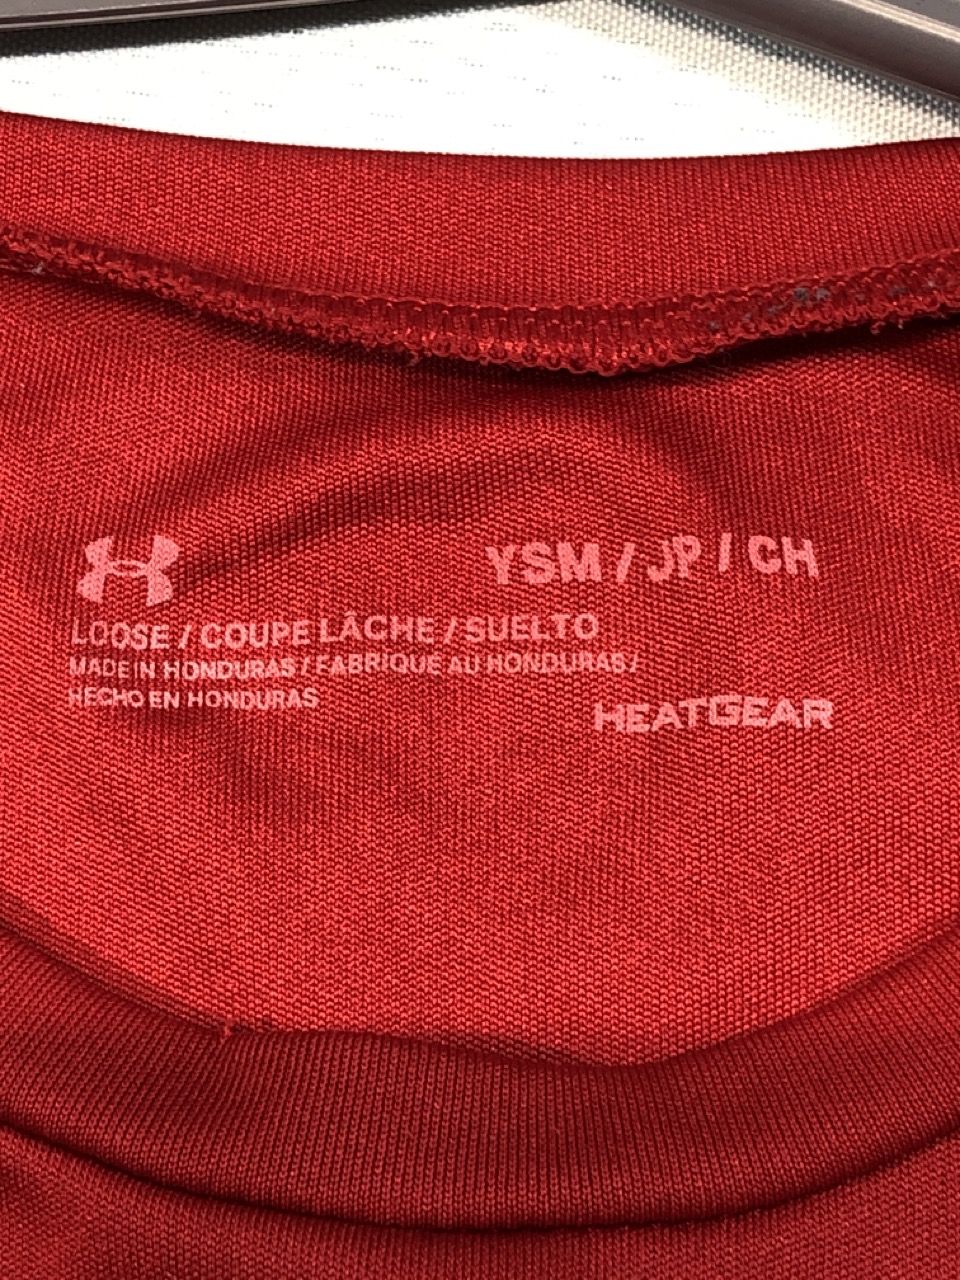 YSM / JP / CH
LOOSE / COUPE LÂCHE / SUELTO
MADE IN HONDURAS / FABRIQUE AU HONDURAS /
HECHO EN HONDURAS
HEATGEAR